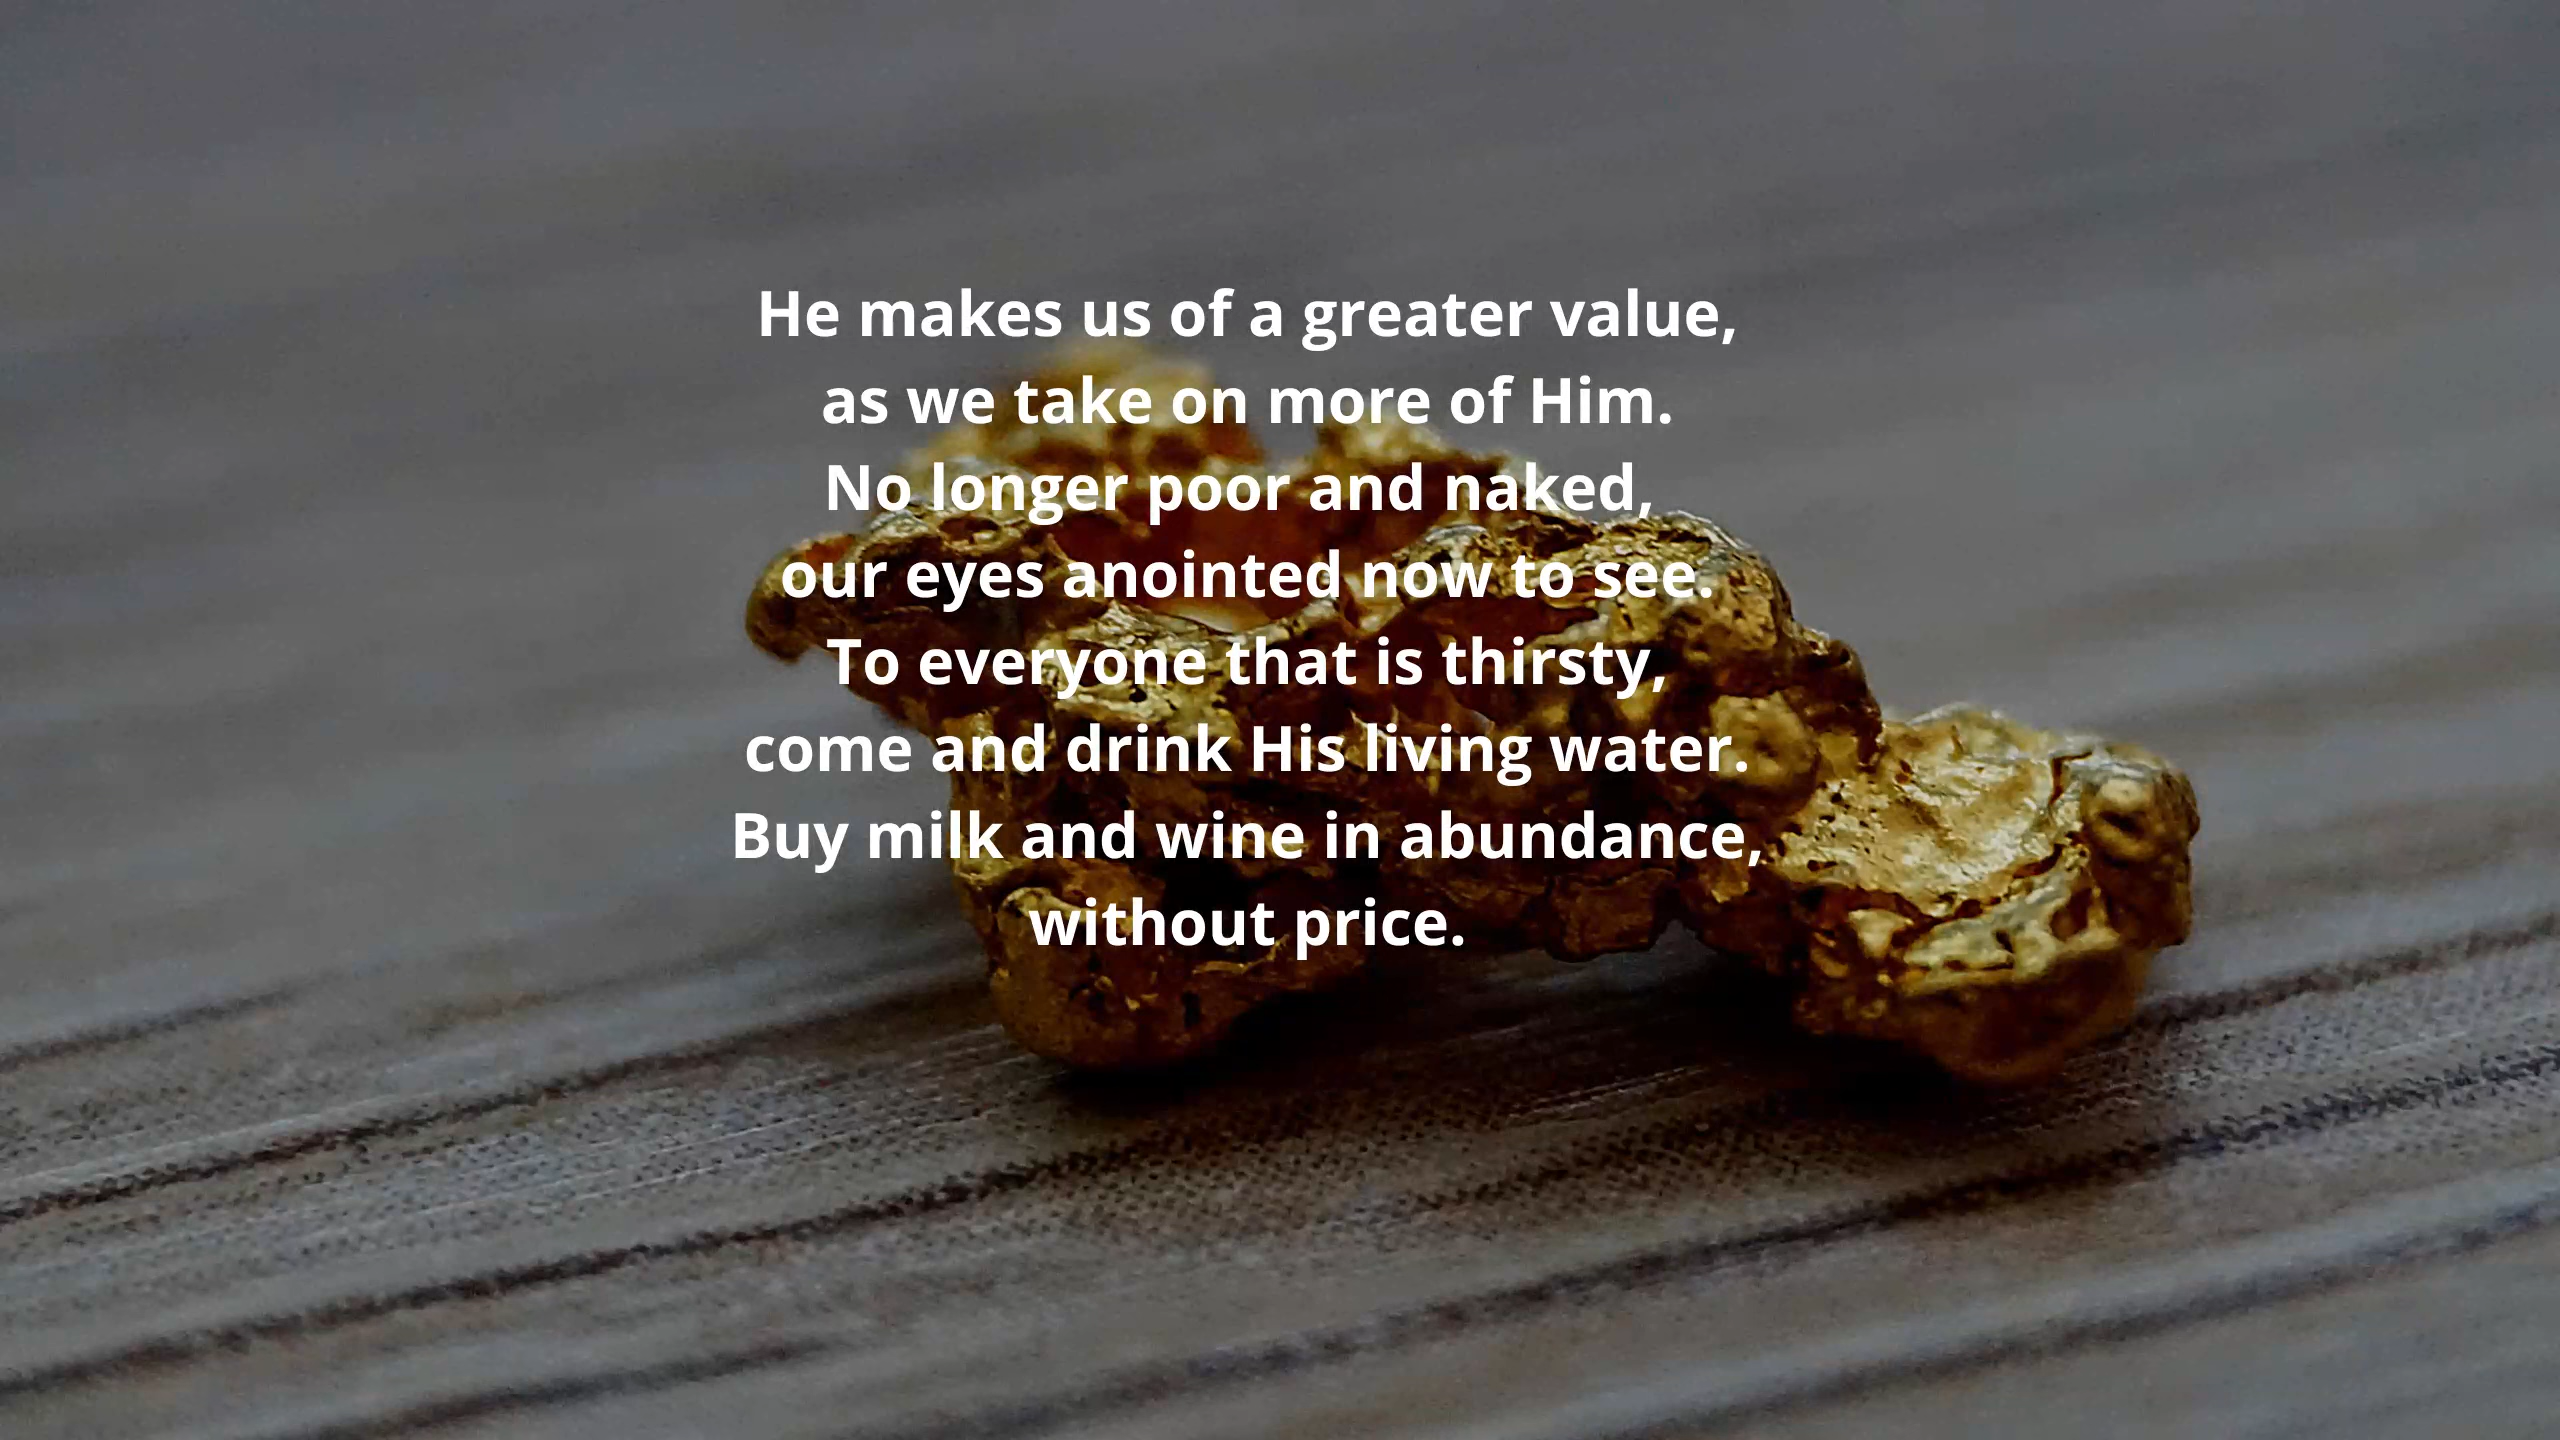 He makes us of a greater value,
as we take on more of Him.
No longer poor and naked,
our eyes anointed now to see.
To everyone that is thirsty,
come and drink His living water.
Buy milk and wine in abundance,
without price.